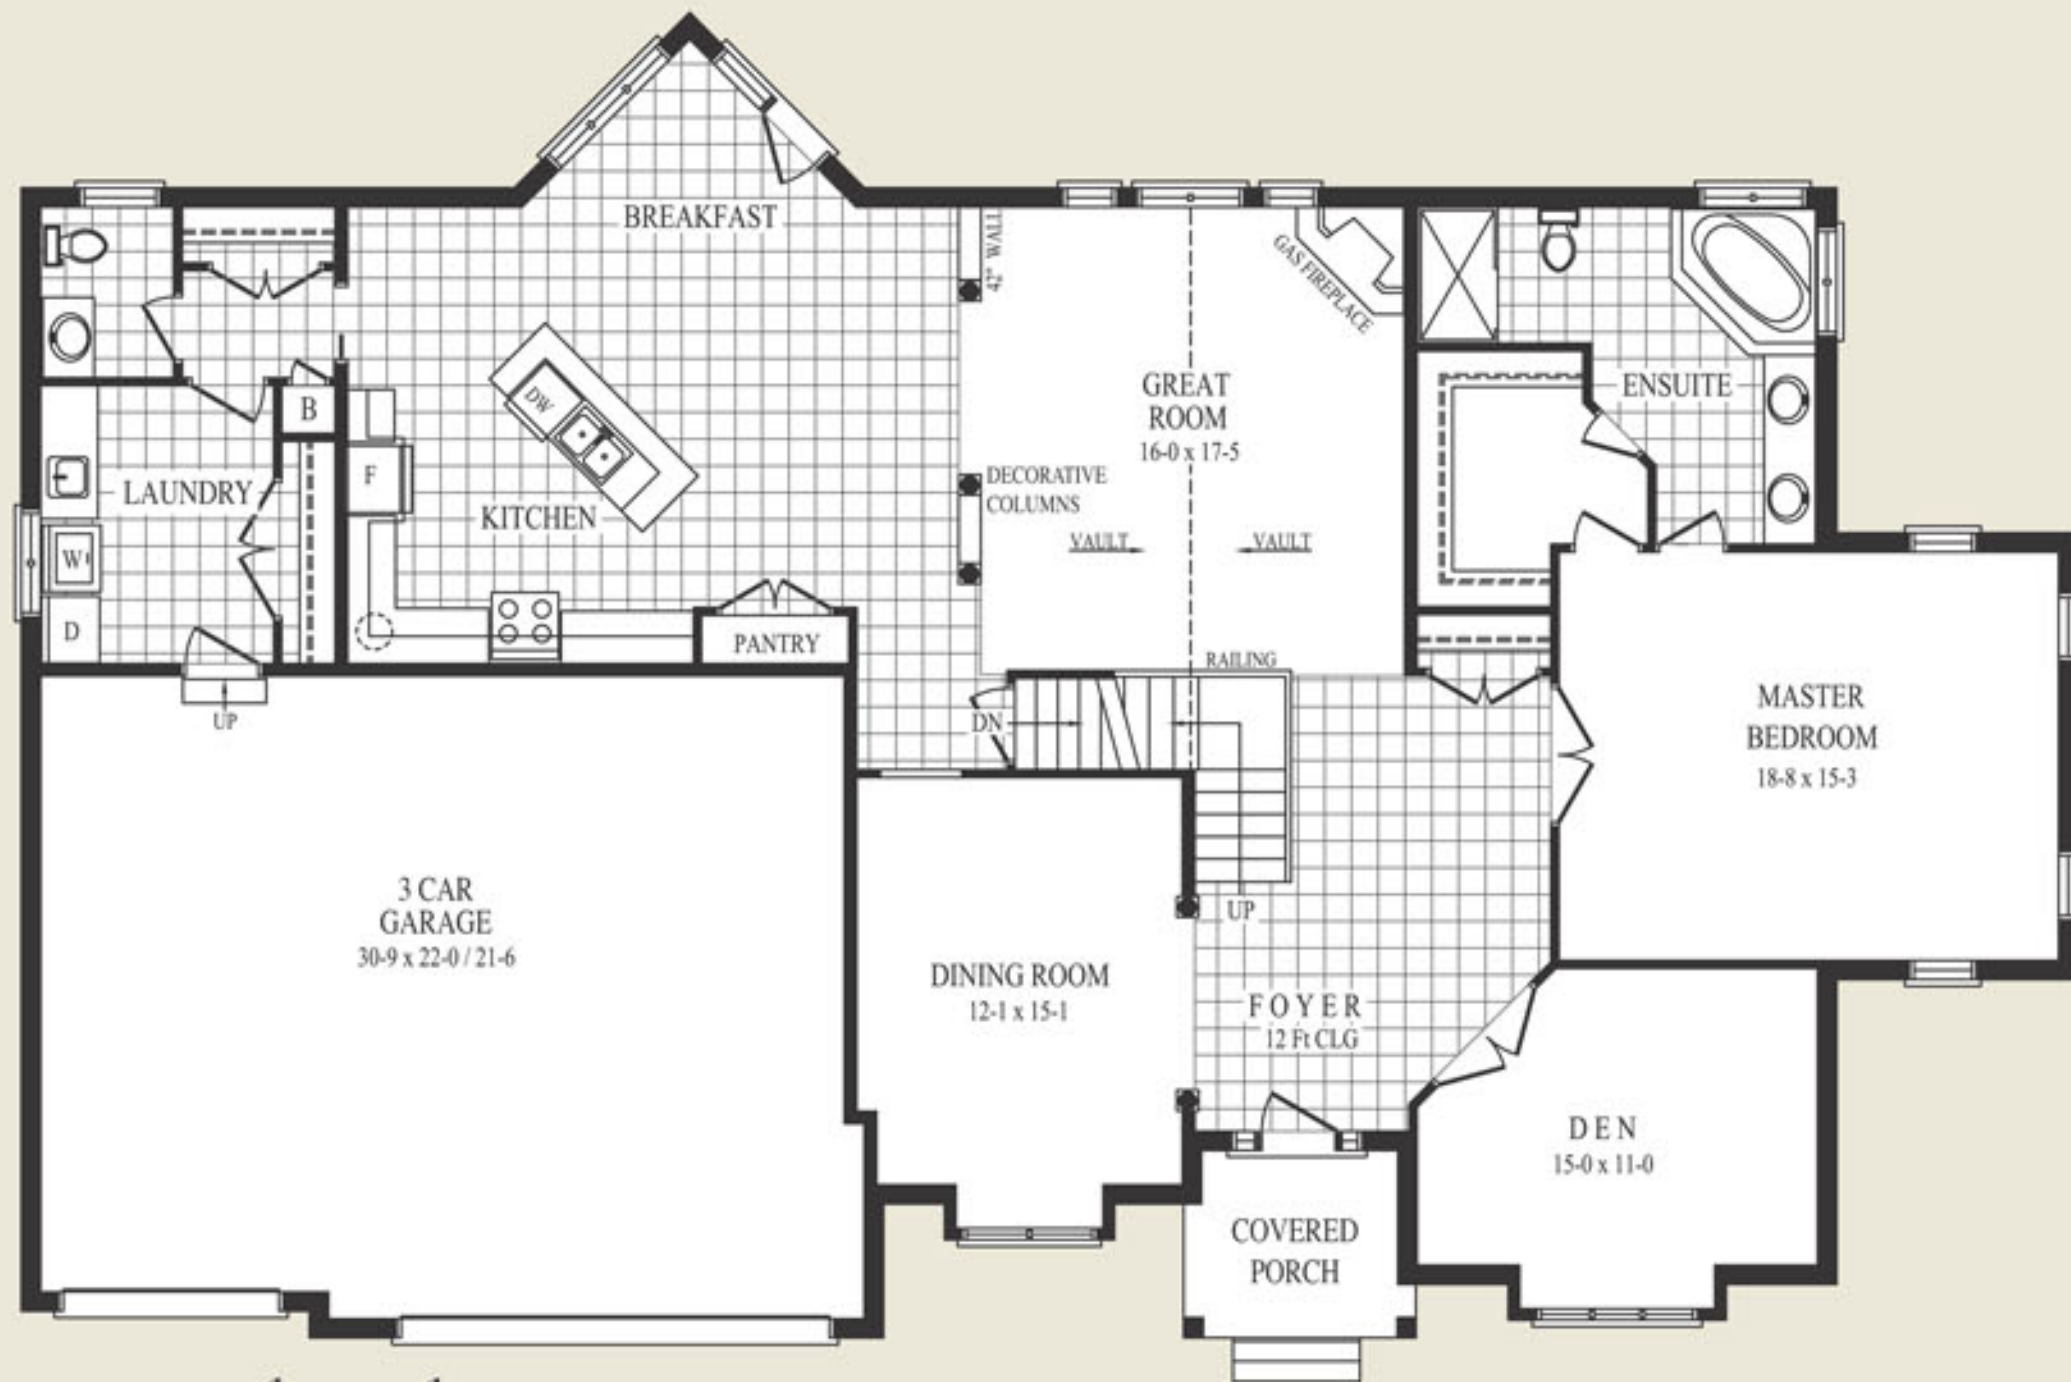 BREAKFAST
42" WALL
GAS FIREPLACE
GREAT
ROOM
16-0 x 17-5
ENSUITE
DW
B
F
LAUNDRY
KITCHEN
DECORATIVE
COLUMNS
VAULT
VAULT
W
D
PANTRY
RAILING
UP
DN
MASTER
BEDROOM
18-8 x 15-3
3 CAR
GARAGE
30-9 x 22-0 / 21-6
UP
DINING ROOM
12-1 x 15-1
FOYER
12 Ft CLG
DEN
15-0 x 11-0
COVERED
PORCH